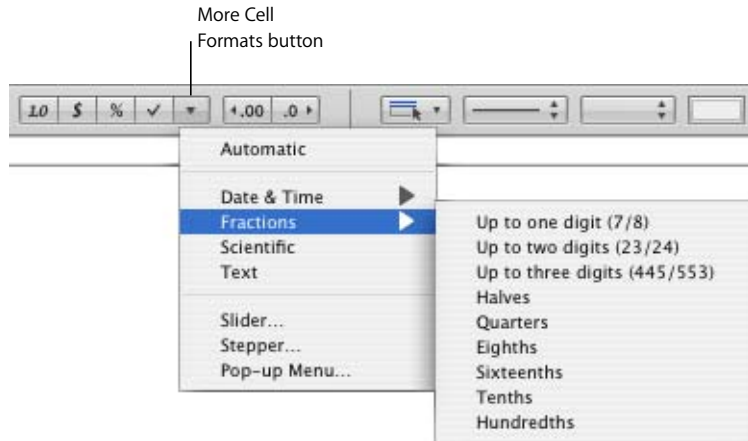 More Cell
Formats button
1.0 $ % ✓ .00 .0
Automatic
Date & Time
Fractions
Scientific
Text
Slider...
Stepper...
Pop-up Menu...
Up to one digit (7/8)
Up to two digits (23/24)
Up to three digits (445/553)
Halves
Quarters
Eighths
Sixteenths
Tenths
Hundredths